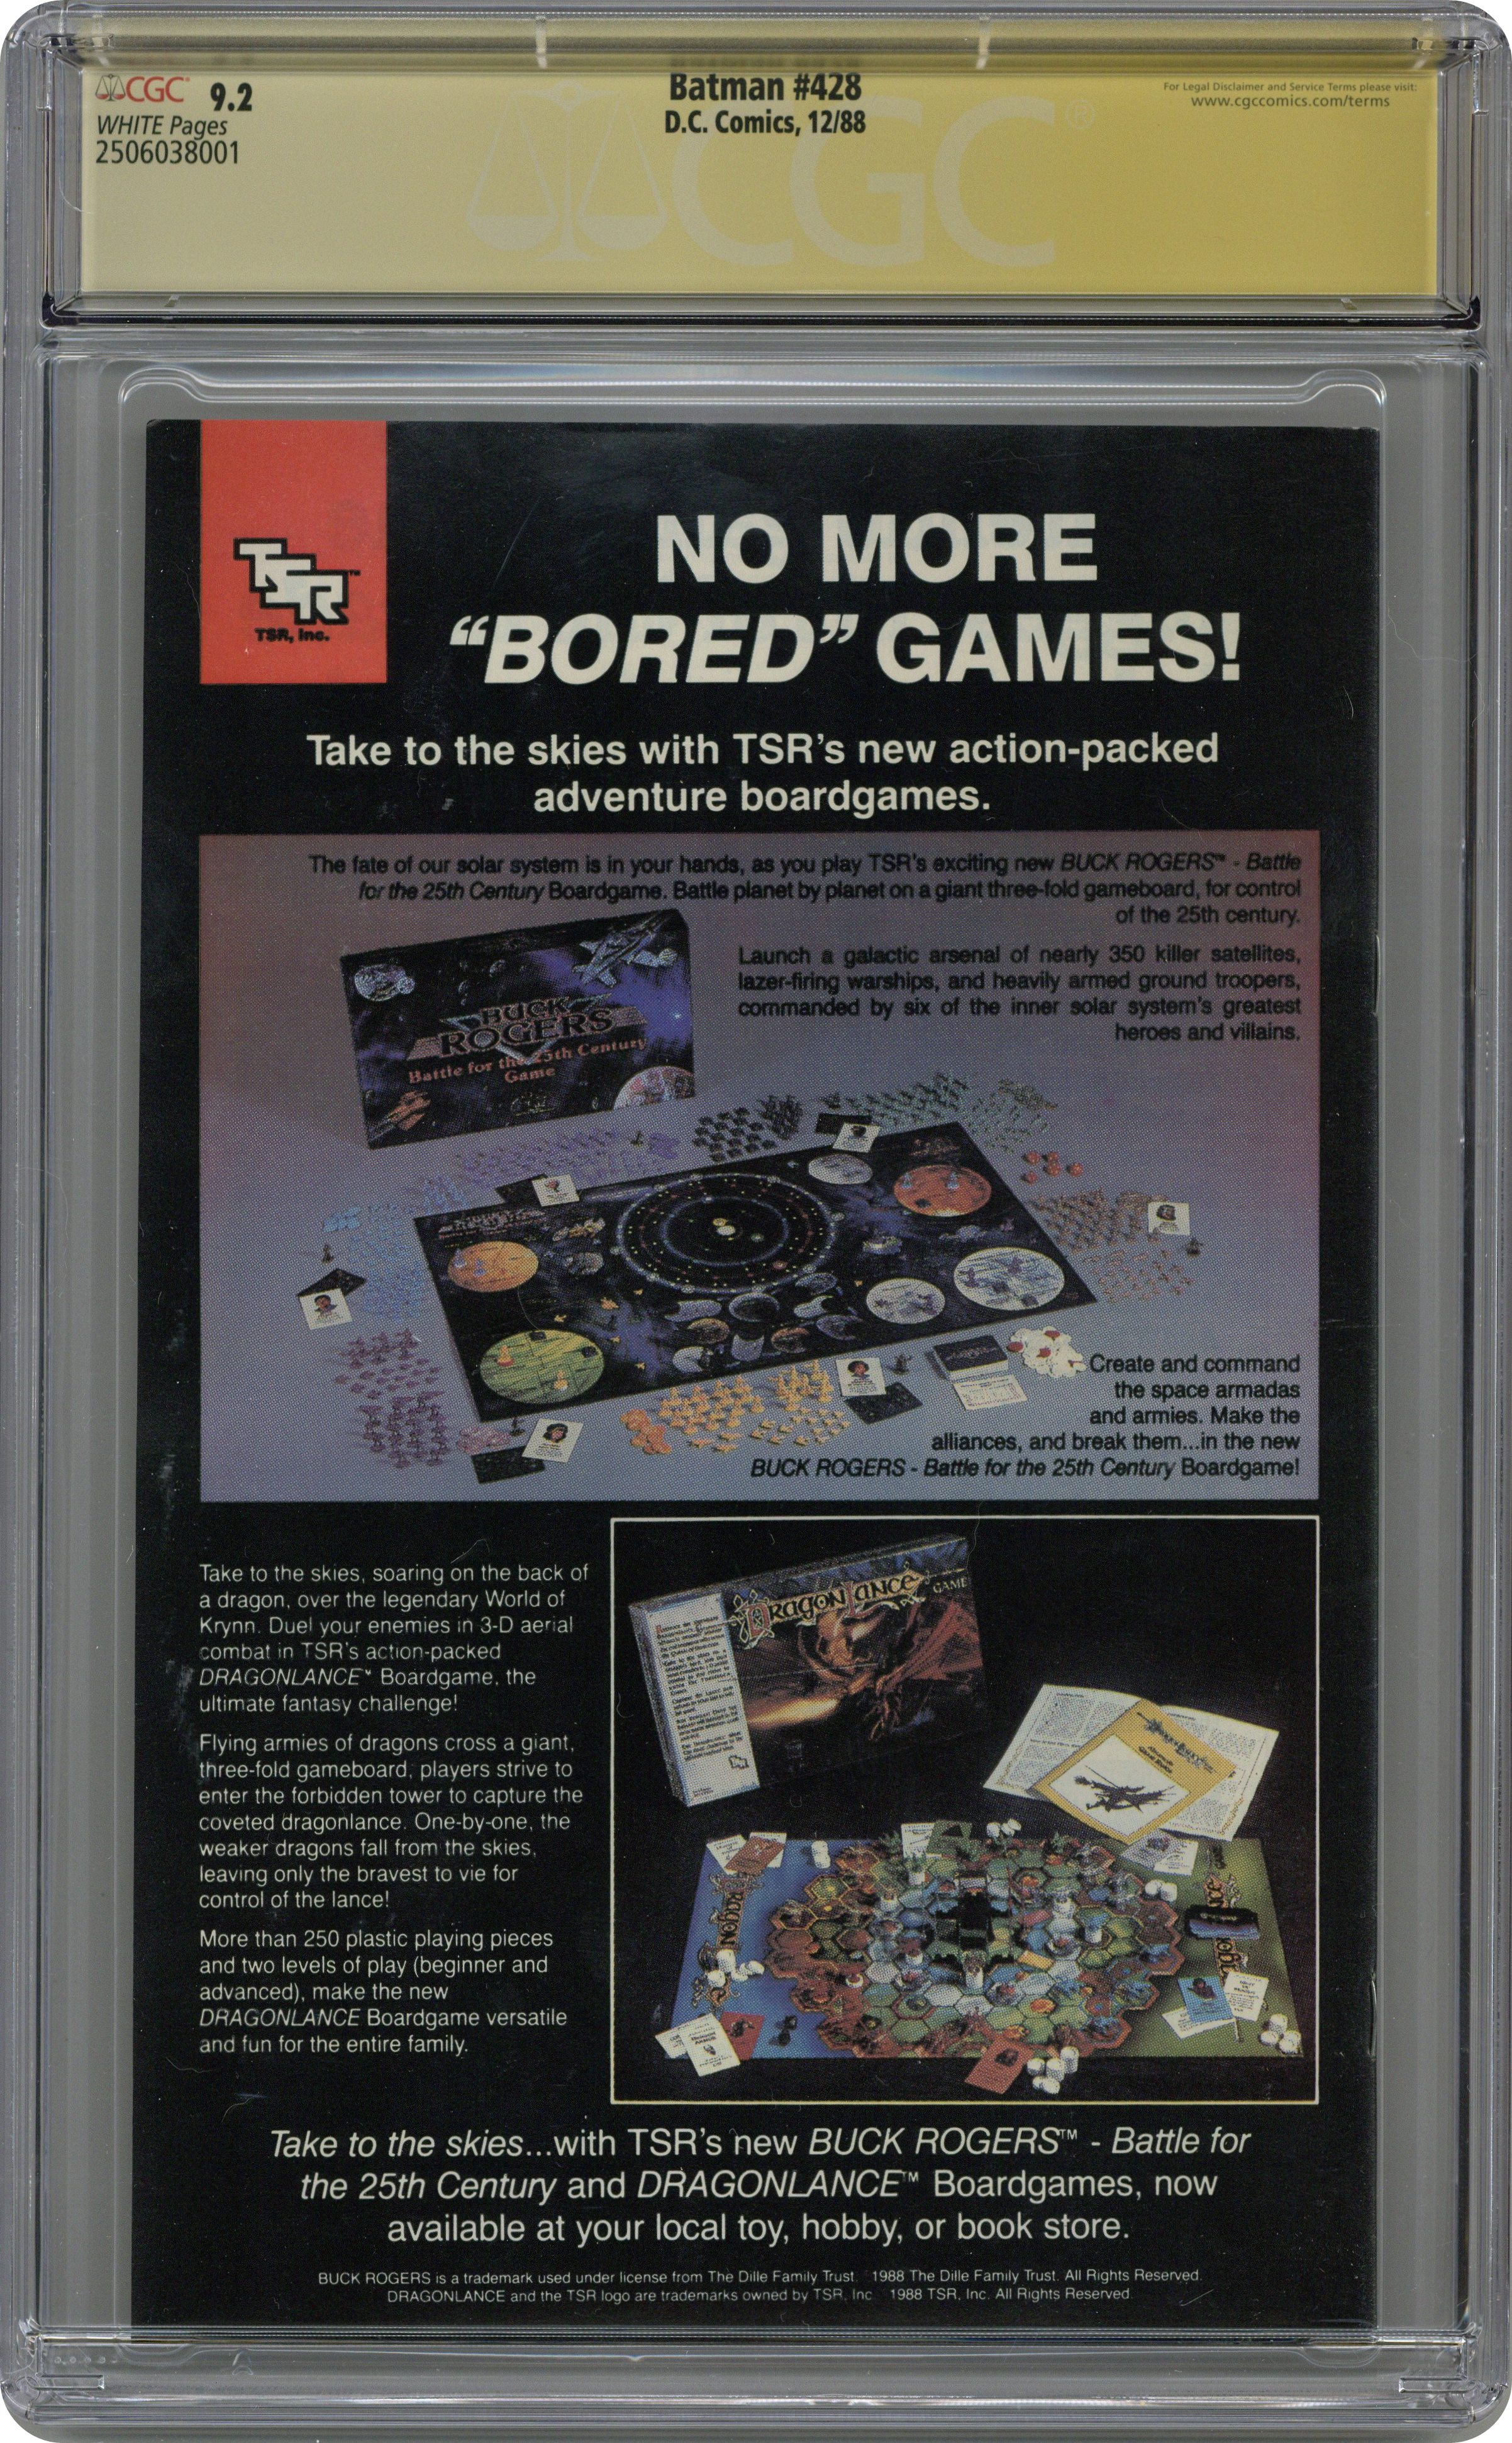 CGC 9.2
WHITE Pages
2506038001
Batman #428
D.C. Comics, 12/88
For Legal Disclaimer and Service Terms please visit:
www.cgccomics.com/terms
CGC
TSR™
TSR, Inc.
NO MORE
“BORED” GAMES!
Take to the skies with TSR’s new action-packed
adventure boardgames.
The fate of our solar system is in your hands, as you play TSR’s exciting new BUCK ROGERS™ - Battle
for the 25th Century Boardgame. Battle planet by planet on a giant three-fold gameboard, for control
of the 25th century.
Launch a galactic arsenal of nearly 350 killer satellites,
lazer-firing warships, and heavily armed ground troopers,
commanded by six of the inner solar system’s greatest
heroes and villains.
BUCK
ROGERS
Battle for the 25th Century
Game
Create and command
the space armadas
and armies. Make the
alliances, and break them...in the new
BUCK ROGERS - Battle for the 25th Century Boardgame!
Take to the skies, soaring on the back of
a dragon, over the legendary World of
Krynn. Duel your enemies in 3-D aerial
combat in TSR’s action-packed
DRAGONLANCE™ Boardgame, the
ultimate fantasy challenge!
Flying armies of dragons cross a giant,
three-fold gameboard, players strive to
enter the forbidden tower to capture the
coveted dragonlance. One-by-one, the
weaker dragons fall from the skies,
leaving only the bravest to vie for
control of the lance!
More than 250 plastic playing pieces
and two levels of play (beginner and
advanced), make the new
DRAGONLANCE Boardgame versatile
and fun for the entire family.
DRAGONLANCE
GAME
Take to the skies...with TSR’s new BUCK ROGERS™ - Battle for
the 25th Century and DRAGONLANCE™ Boardgames, now
available at your local toy, hobby, or book store.
BUCK ROGERS is a trademark used under license from The Dille Family Trust. 1988 The Dille Family Trust. All Rights Reserved.
DRAGONLANCE and the TSR logo are trademarks owned by TSR, Inc. 1988 TSR, Inc. All Rights Reserved.